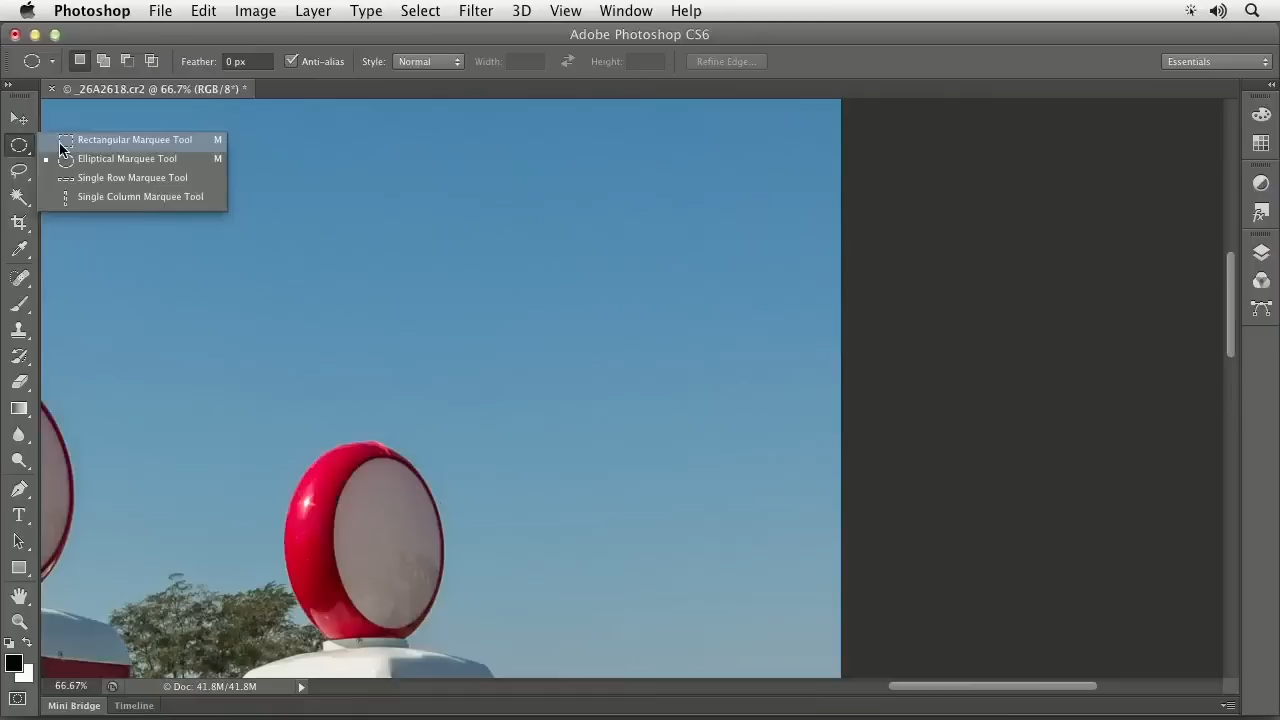 Photoshop File Edit Image Layer Type Select Filter 3D View Window Help
Adobe Photoshop CS6
Feather: 0 px Anti-alias Style: Normal Width: Height: Refine Edge... Essentials
© _26A2618.cr2 @ 66.7% (RGB/8*) *
Rectangular Marquee Tool M
Elliptical Marquee Tool M
Single Row Marquee Tool
Single Column Marquee Tool
66.67% Doc: 41.8M/41.8M
Mini Bridge Timeline